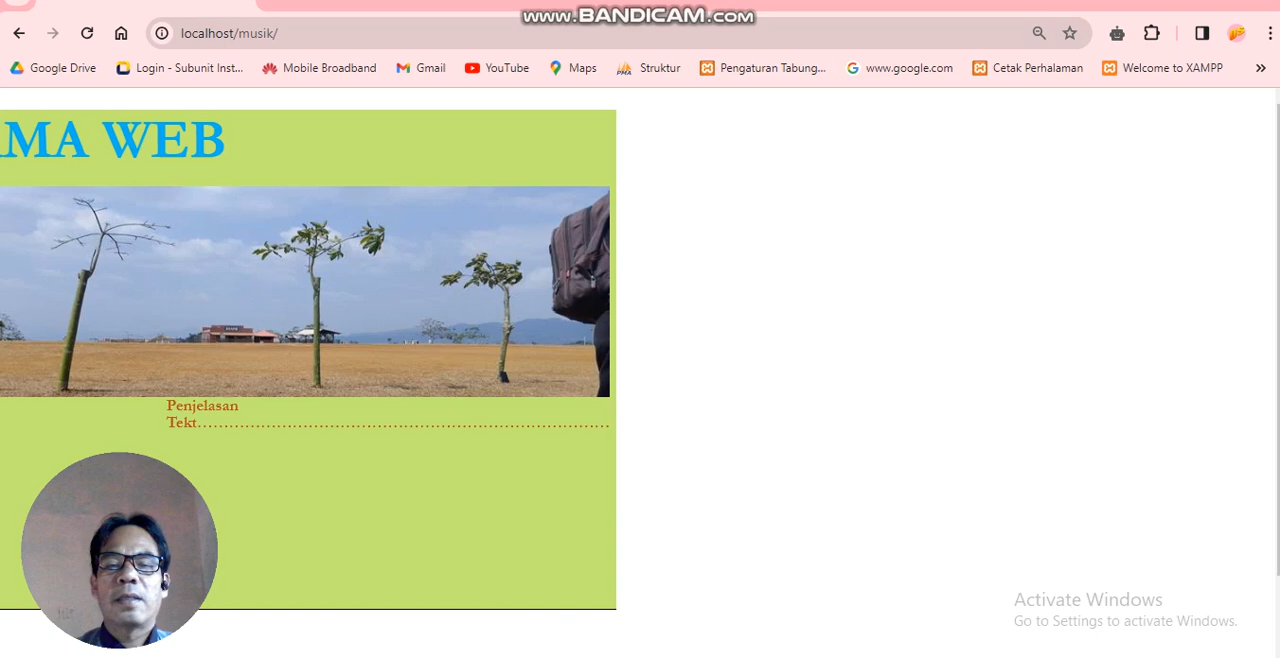 www.BANDICAM.com
localhost/musik/
Google Drive
Login - Subunit Inst...
Mobile Broadband
Gmail
YouTube
Maps
Struktur
Pengaturan Tabung...
www.google.com
Cetak Perhalaman
Welcome to XAMPP
MA WEB
Penjelasan
Tekt..............................................................................
Activate Windows
Go to Settings to activate Windows.